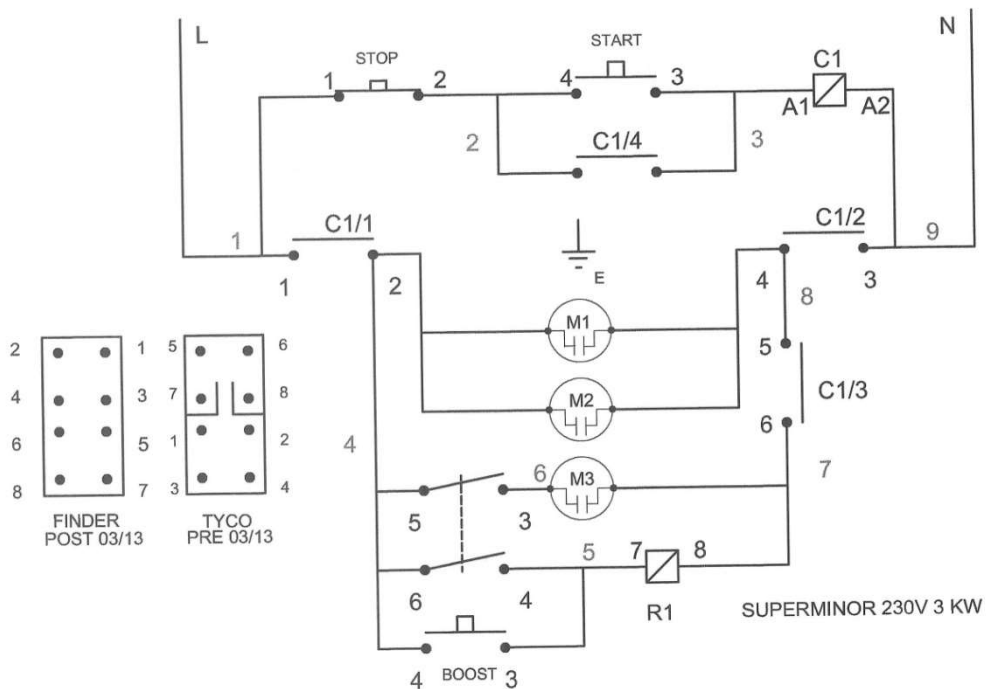 L
N
STOP
START
C1
1
2
4
3
A1
A2
2
C1/4
3
C1/1
C1/2
1
9
1
2
E
4
3
8
M1
5
C1/3
6
M2
4
7
6
M3
5
3
5
7
8
6
4
R1
SUPERMINOR 230V 3 KW
4
BOOST
3
2
1
4
3
6
5
8
7
FINDER
POST 03/13
5
6
7
8
1
2
3
4
TYCO
PRE 03/13